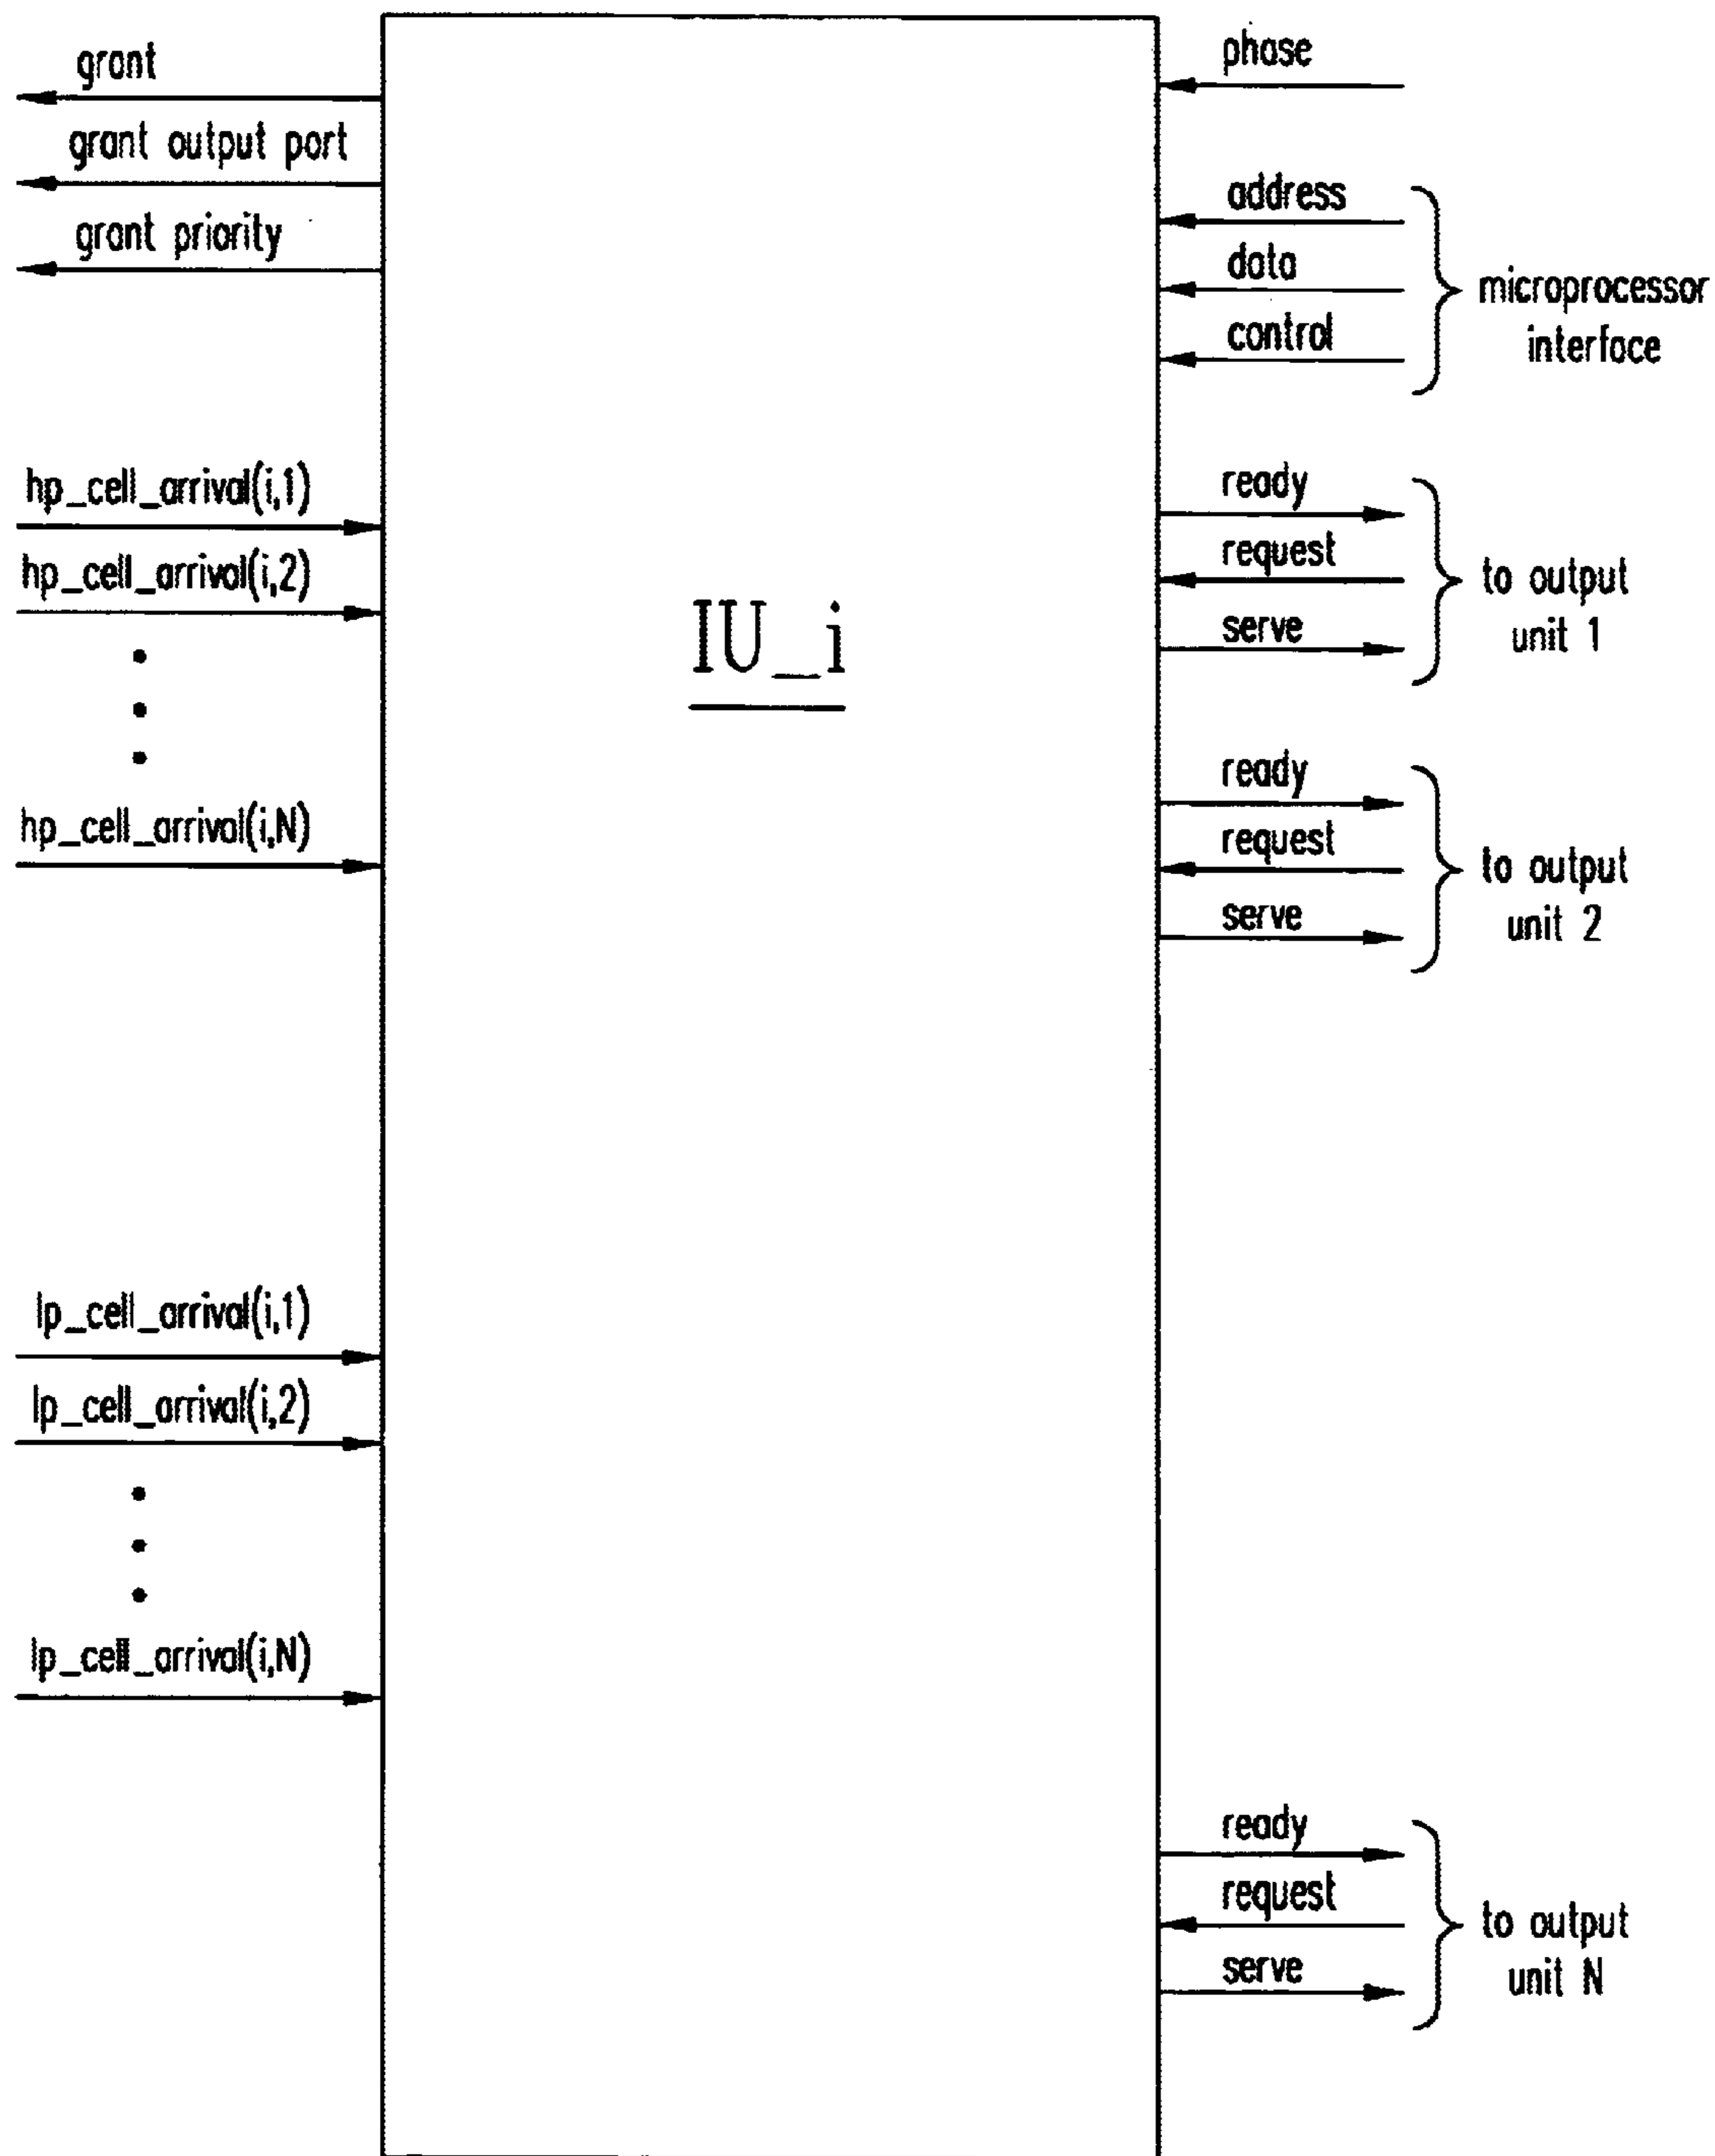 grant
grant output port
grant priority
hp_cell_arrival(i,1)
hp_cell_arrival(i,2)
hp_cell_arrival(i,N)
lp_cell_arrival(i,1)
lp_cell_arrival(i,2)
lp_cell_arrival(i,N)
IU_i
phase
address
data
control
microprocessor
interface
ready
request
serve
to output
unit 1
ready
request
serve
to output
unit 2
ready
request
serve
to output
unit N